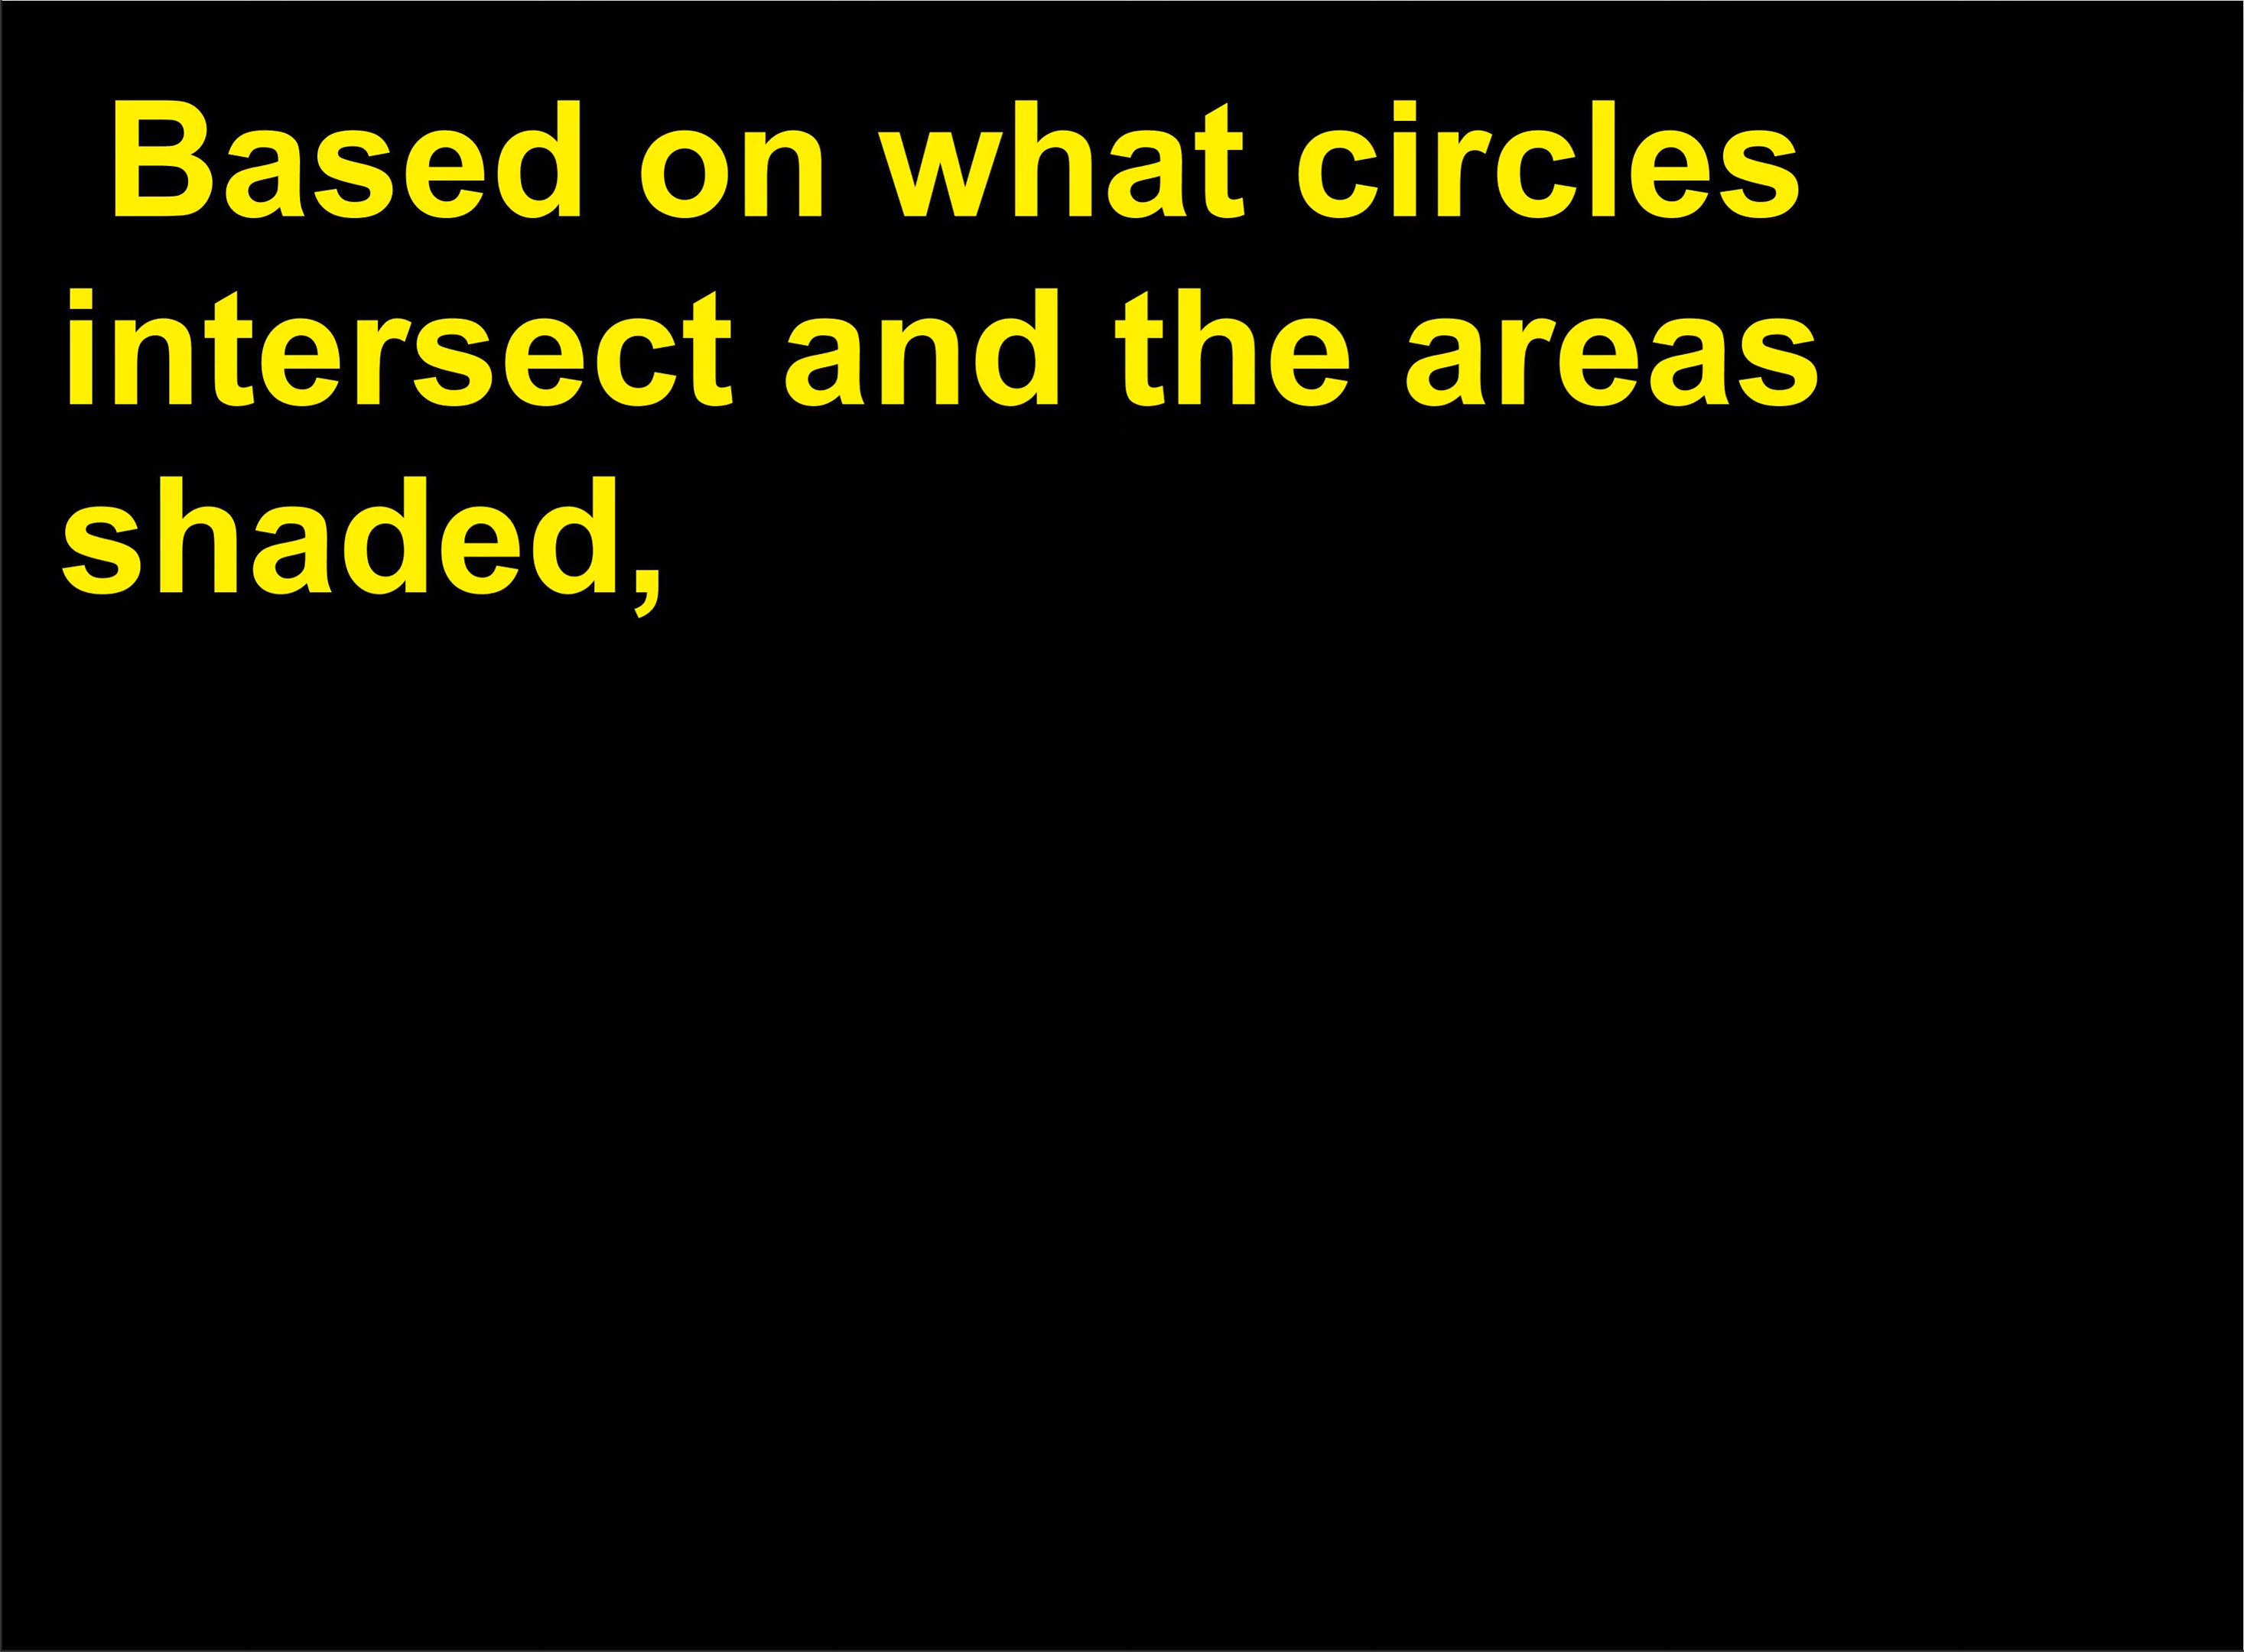 Based on what circles
intersect and the areas
shaded,